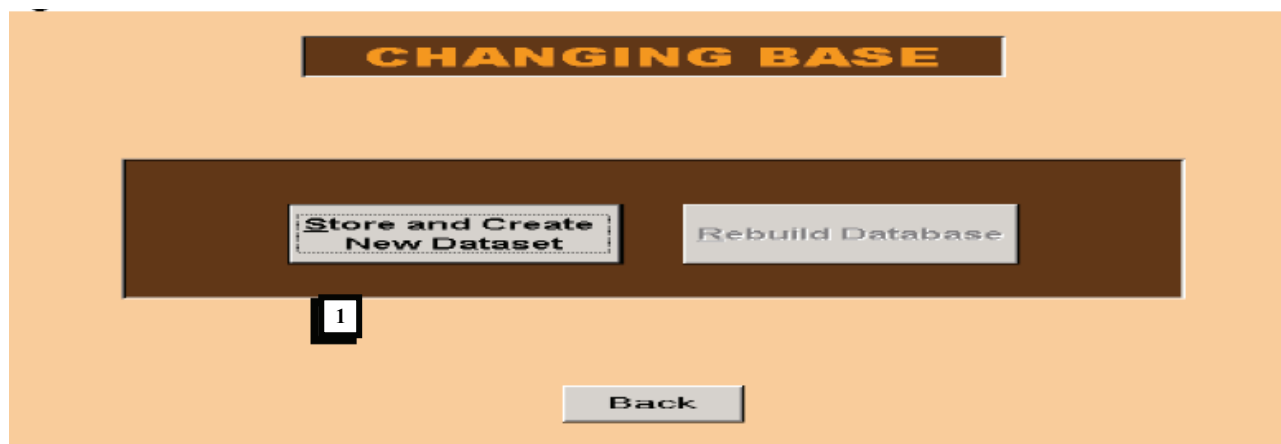 CHANGING BASE
Store and Create
New Dataset
Rebuild Database
1
Back